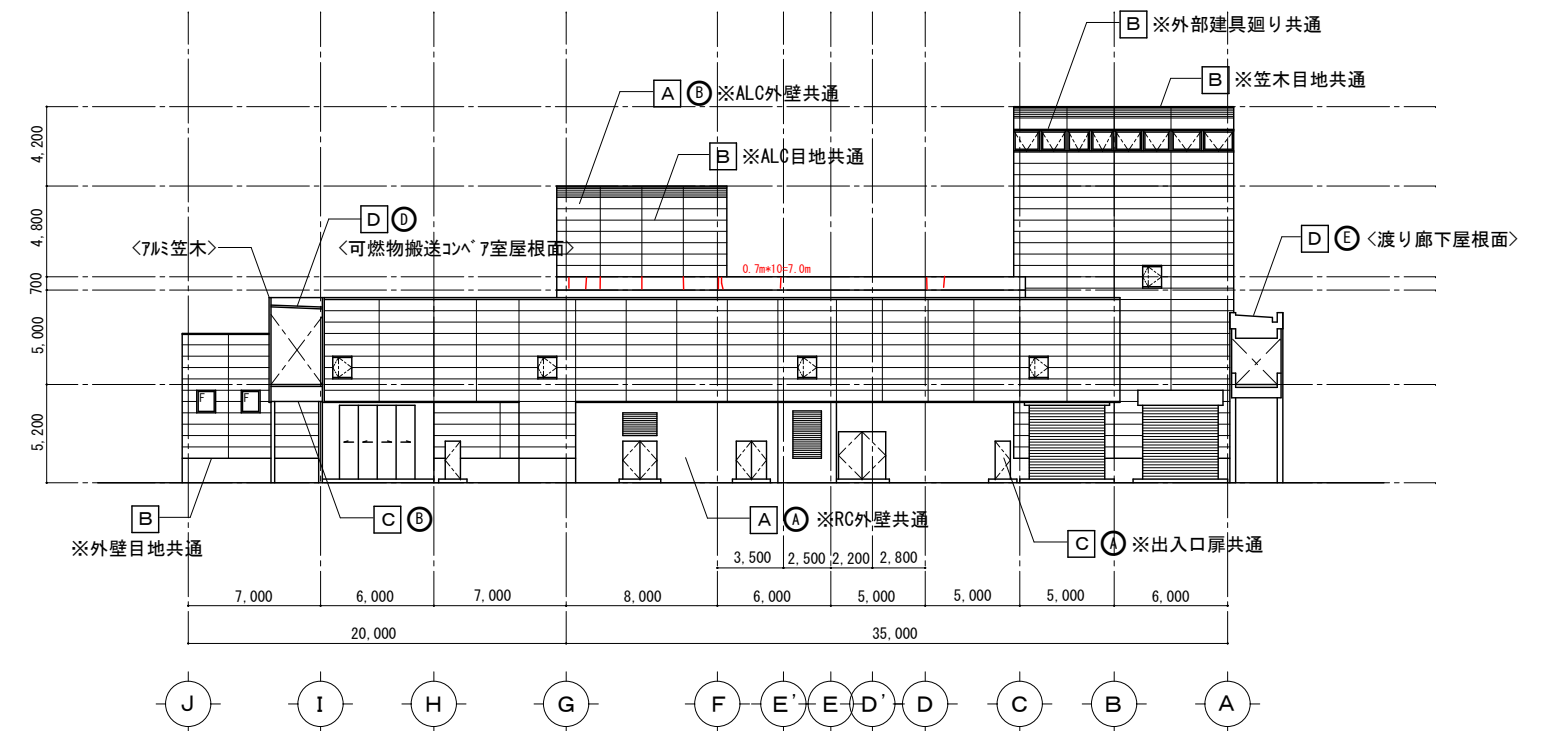 B ※外部建具廻り共通
B ※笠木目地共通
A B ※ALC外壁共通
B ※ALC目地共通
D D
<アルミ笠木>
<可燃物搬送コンベア室屋根面>
D E <渡り廊下屋根面>
0.7m*10=7.0m
4,200
4,800
700
5,000
5,200
F
F
B
※外壁目地共通
C B
A A ※RC外壁共通
C A ※出入口扉共通
3,500
2,500
2,200
2,800
7,000
6,000
7,000
8,000
6,000
5,000
5,000
5,000
6,000
20,000
35,000
J
I
H
G
F
E'
E
D'
D
C
B
A